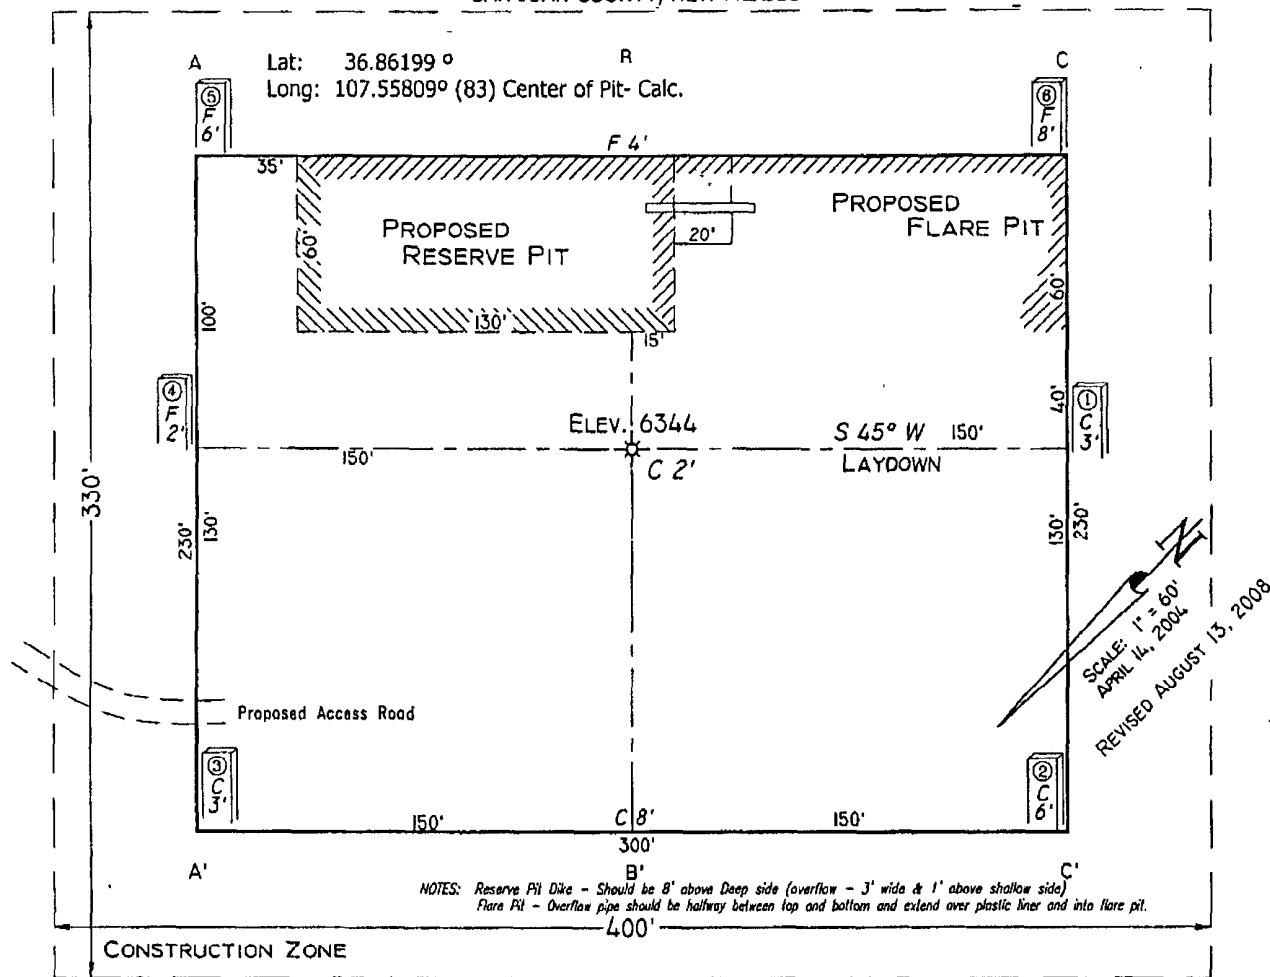 A
Lat: 36.86199 º
R
C
Long: 107.55809º (83) Center of Pit- Calc.
⑤
F
6'
⑥
F
8'
F 4'
35'
PROPOSED
RESERVE PIT
60'
20'
PROPOSED
FLARE PIT
60'
130'
15'
100'
④
F
2'
40'
①
C
3'
ELEV. 6344
S 45° W 150'
150'
C 2'
LAYDOWN
330'
230'
130'
130'
230'
N
SCALE: 1" = 60'
APRIL 14, 2004
REVISED AUGUST 13, 2008
Proposed Access Road
③
C
3'
②
C
6'
150'
C 8'
150'
300'
A'
B'
C'
NOTES: Reserve Pit Dike - Should be 8' above Deep side (overflow - 3' wide & 1' above shallow side)
Flare Pit - Overflow pipe should be halfway between top and bottom and extend over plastic liner and into flare pit.
400'
CONSTRUCTION ZONE